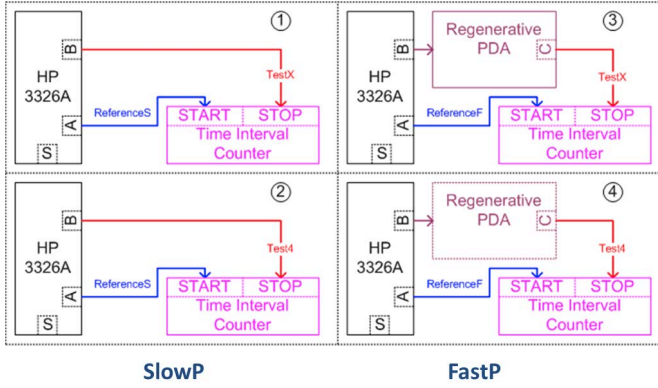 ①
B
HP
3326A
A
S
TestX
ReferenceS
START
STOP
Time Interval
Counter
③
B
HP
3326A
A
S
Regenerative
PDA
C
TestX
ReferenceF
START
STOP
Time Interval
Counter
②
B
HP
3326A
A
S
Test4
ReferenceS
START
STOP
Time Interval
Counter
④
B
HP
3326A
A
S
Regenerative
PDA
C
Test4
ReferenceF
START
STOP
Time Interval
Counter
SlowP
FastP